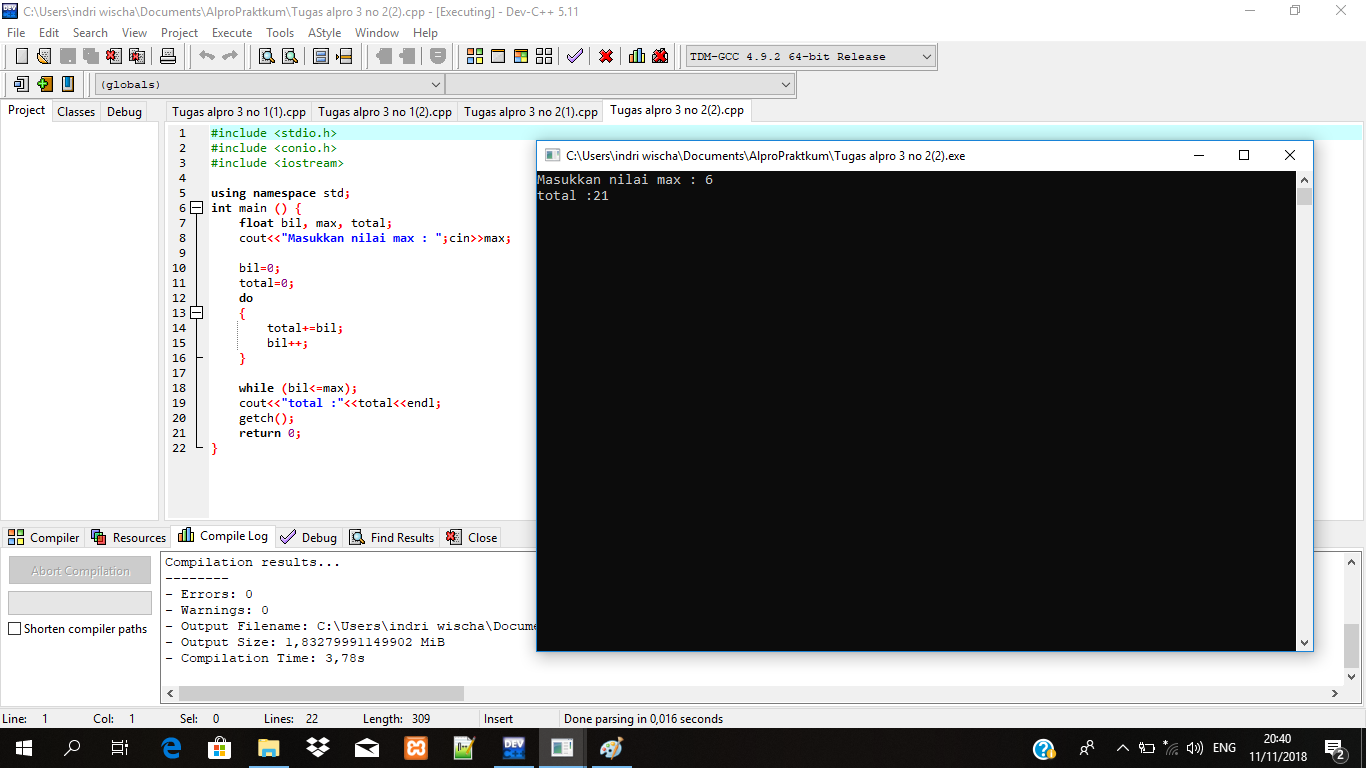 C:\Users\indri wischa\Documents\AlproPraktkum\Tugas alpro 3 no 2(2).cpp - [Executing] - Dev-C++ 5.11
File Edit Search View Project Execute Tools AStyle Window Help
TDM-GCC 4.9.2 64-bit Release
(globals)
Project Classes Debug
Tugas alpro 3 no 1(1).cpp Tugas alpro 3 no 1(2).cpp Tugas alpro 3 no 2(1).cpp Tugas alpro 3 no 2(2).cpp
1 #include <stdio.h>
2 #include <conio.h>
3 #include <iostream>
4
5 using namespace std;
6 int main () {
7 float bil, max, total;
8 cout<<"Masukkan nilai max : ";cin>>max;
9
10 bil=0;
11 total=0;
12 do
13 {
14 total+=bil;
15 bil++;
16 }
17
18 while (bil<=max);
19 cout<<"total :"<<total<<endl;
20 getch();
21 return 0;
22 }
C:\Users\indri wischa\Documents\AlproPraktkum\Tugas alpro 3 no 2(2).exe
Masukkan nilai max : 6
total :21
Compiler Resources Compile Log Debug Find Results Close
Abort Compilation
Shorten compiler paths
Compilation results...
--------
- Errors: 0
- Warnings: 0
- Output Filename: C:\Users\indri wischa\Docume
- Output Size: 1,83279991149902 MiB
- Compilation Time: 3,78s
Line: 1 Col: 1 Sel: 0 Lines: 22 Length: 309 Insert Done parsing in 0,016 seconds
DEV
ENG
20:40
11/11/2018
2